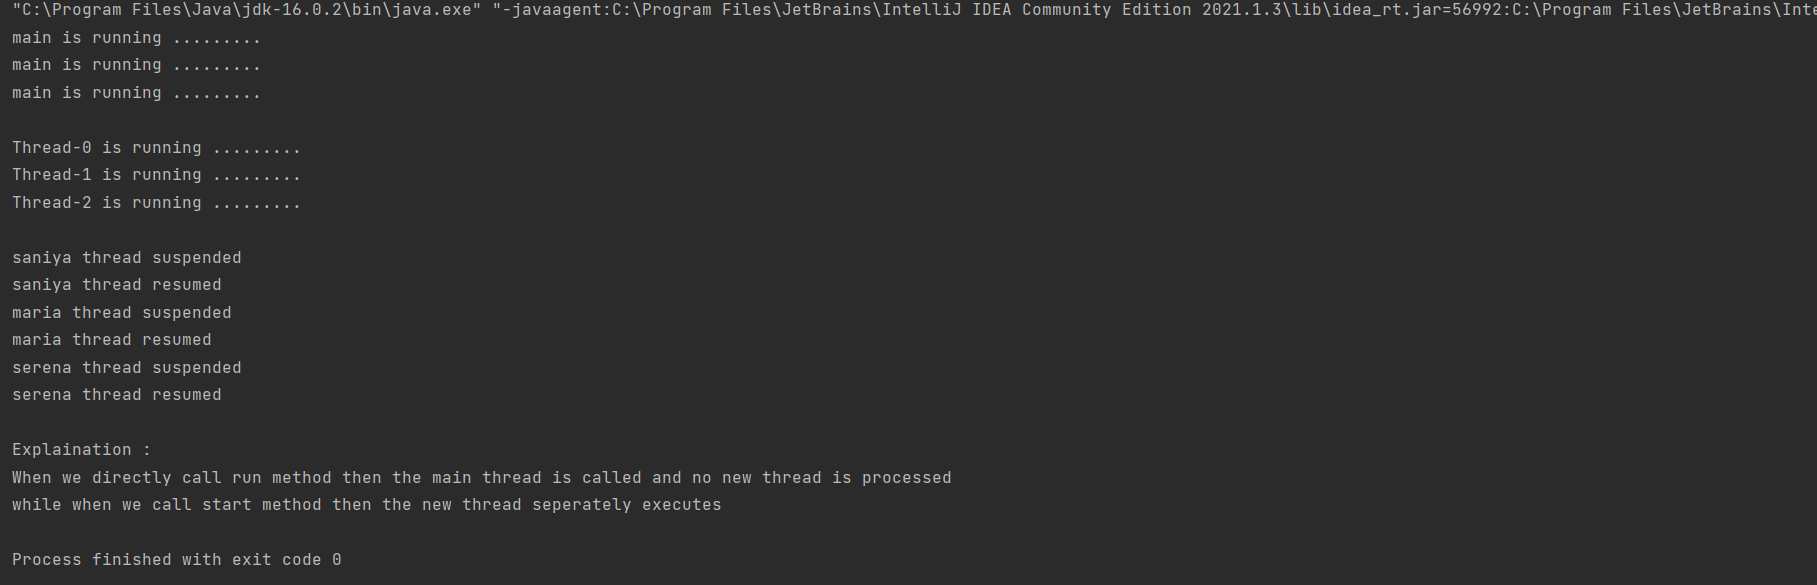 "C:\Program Files\Java\jdk-16.0.2\bin\java.exe" "-javaagent:C:\Program Files\JetBrains\IntelliJ IDEA Community Edition 2021.1.3\lib\idea_rt.jar=56992:C:\Program Files\JetBrains\Inte
main is running .........
main is running .........
main is running .........
Thread-0 is running .........
Thread-1 is running .........
Thread-2 is running .........
saniya thread suspended
saniya thread resumed
maria thread suspended
maria thread resumed
serena thread suspended
serena thread resumed
Explaination :
When we directly call run method then the main thread is called and no new thread is processed
while when we call start method then the new thread seperately executes
Process finished with exit code 0